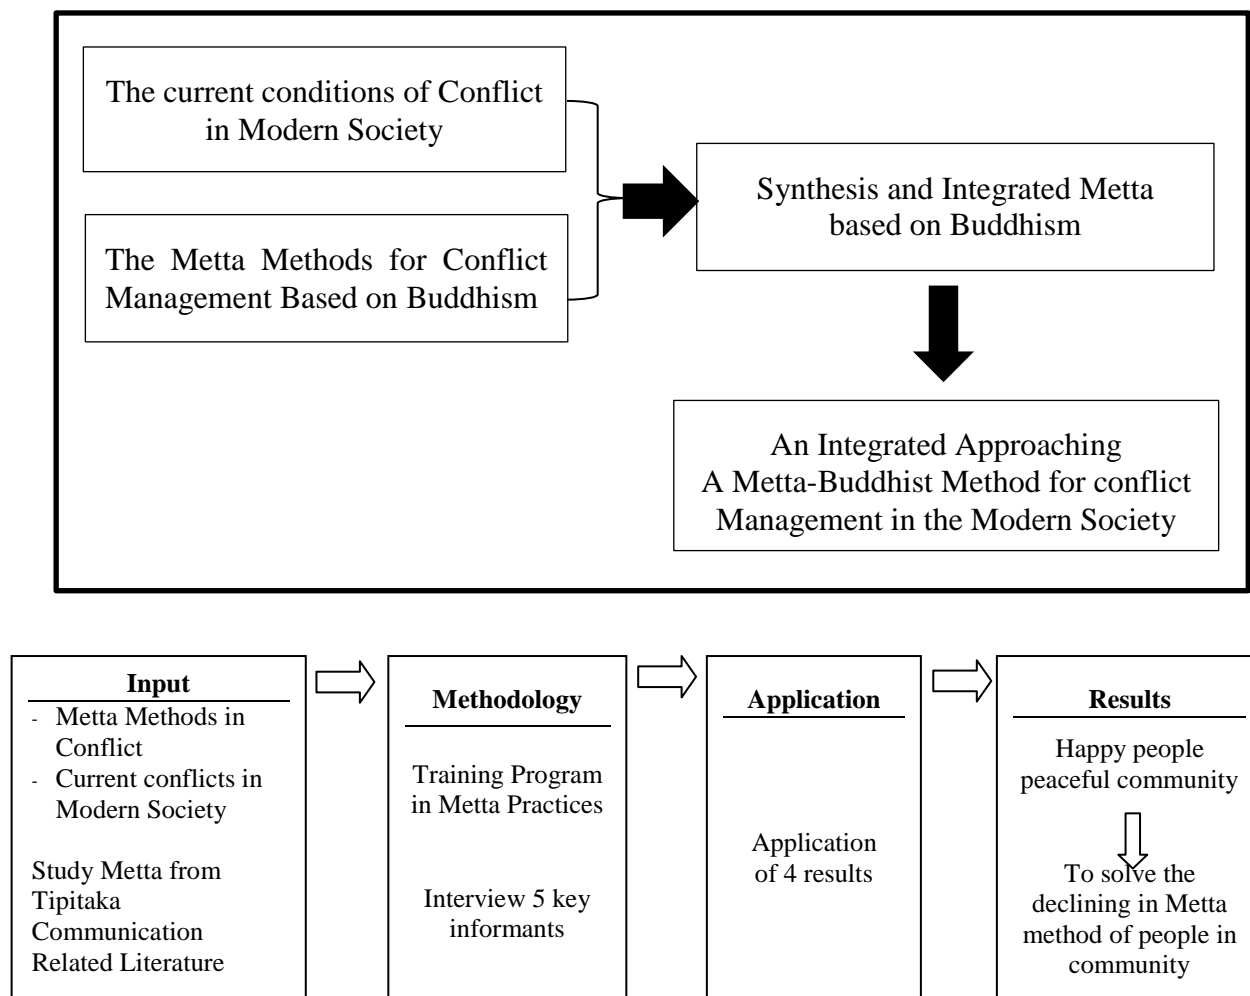 The current conditions of Conflict
in Modern Society
The Metta Methods for Conflict
Management Based on Buddhism
Synthesis and Integrated Metta
based on Buddhism
An Integrated Approaching
A Metta-Buddhist Method for conflict
Management in the Modern Society
Input
- Metta Methods in
Conflict
- Current conflicts in
Modern Society
Study Metta from
Tipitaka
Communication
Related Literature
Methodology
Training Program
in Metta Practices
Interview 5 key
informants
Application
Application
of 4 results
Results
Happy people
peaceful community
To solve the
declining in Metta
method of people in
community